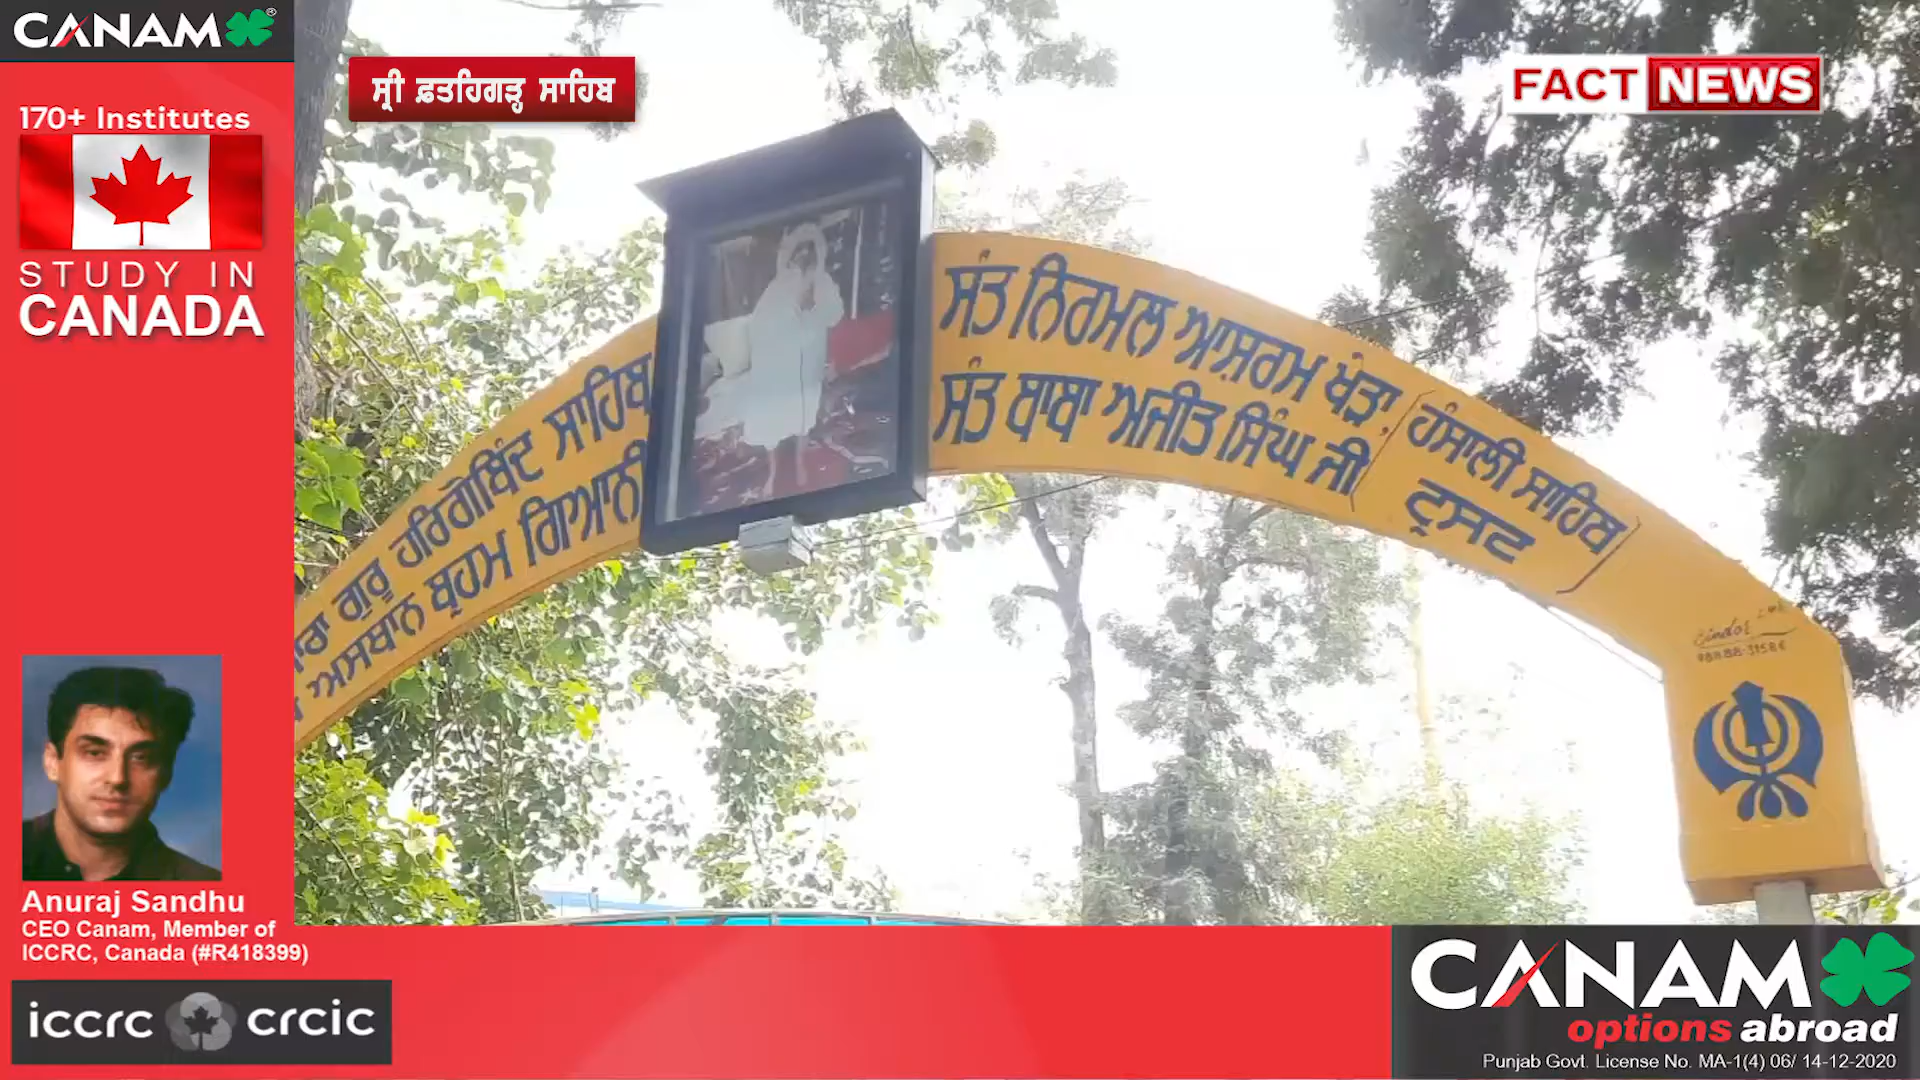 CANAM
170+ Institutes
STUDY IN
CANADA
ਸ੍ਰੀ ਫ਼ਤਹਿਗੜ੍ਹ ਸਾਹਿਬ
FACT NEWS
ਗੁਰੂ ਹਰਿਗੋਬਿੰਦ ਸਾਹਿਬ
ਅਸਥਾਨ ਬ੍ਰਹਮ ਗਿਆਨੀ
ਸੰਤ ਨਿਰਮਲ ਆਸ਼ਰਮ ਖੇੜਾ,
ਸੰਤ ਬਾਬਾ ਅਜੀਤ ਸਿੰਘ ਜੀ
(ਹੰਸਾਲੀ ਸਾਹਿਬ
ਟ੍ਰਸਟ)
Anuraj Sandhu
CEO Canam, Member of
ICCRC, Canada (#R418399)
iccrc crcic
CANAM
options abroad
Punjab Govt. License No. MA-1(4) 06/ 14-12-2020